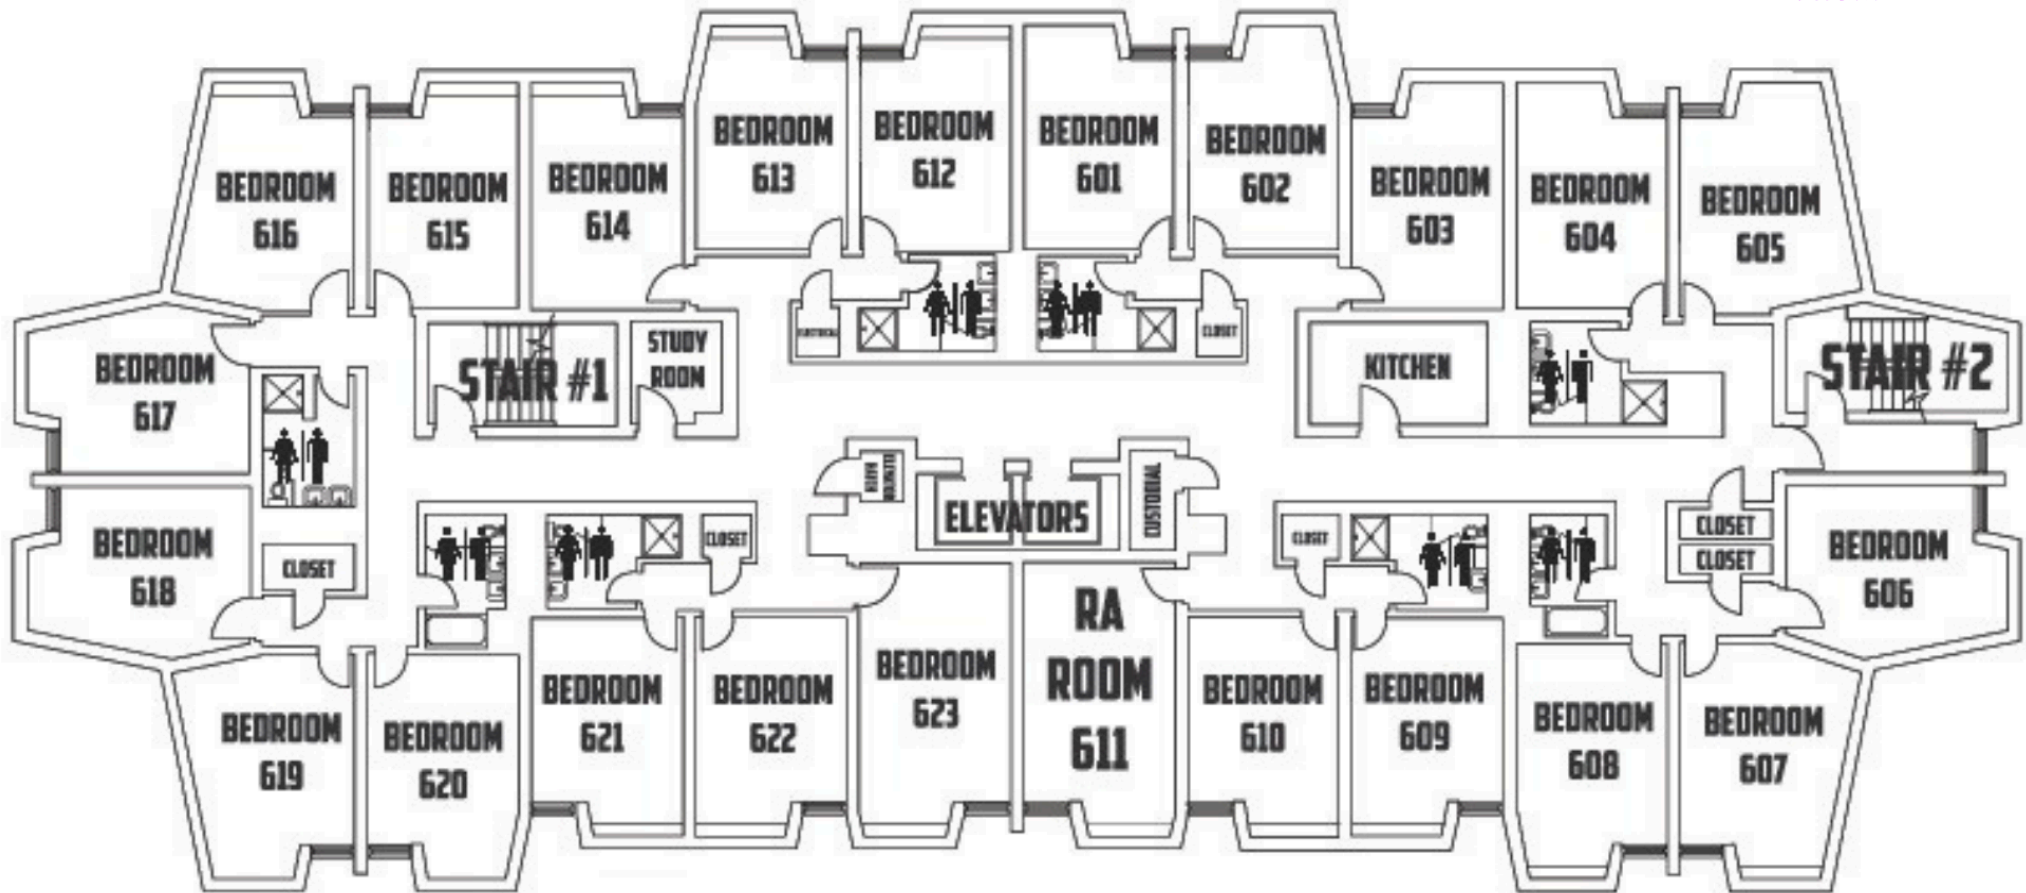 BEDROOM
616
BEDROOM
615
BEDROOM
614
BEDROOM
613
BEDROOM
612
BEDROOM
601
BEDROOM
602
BEDROOM
603
BEDROOM
604
BEDROOM
605
BEDROOM
617
STAIR #1
STUDY
ROOM
CLOSET
KITCHEN
STAIR #2
ELEVATORS
CUSTODIAL
BEDROOM
618
CLOSET
CLOSET
CLOSET
CLOSET
CLOSET
BEDROOM
606
BEDROOM
619
BEDROOM
620
BEDROOM
621
BEDROOM
622
BEDROOM
623
RA
ROOM
611
BEDROOM
610
BEDROOM
609
BEDROOM
608
BEDROOM
607